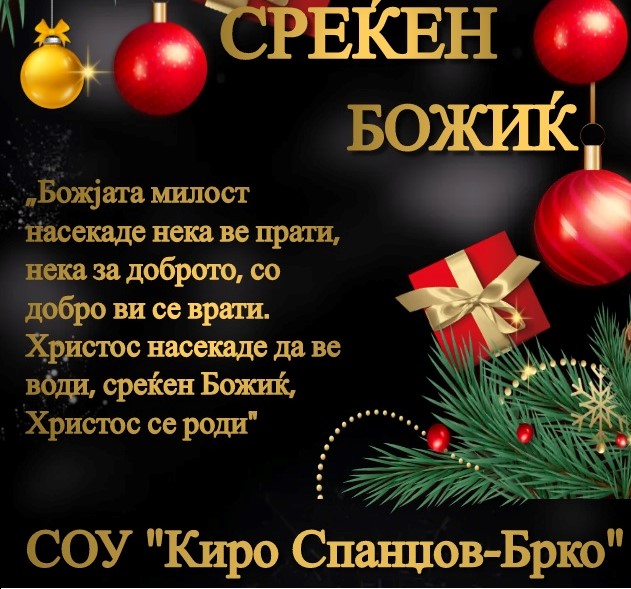 СРЕЌЕН
БОЖИЌ
„Божјата милост
насекаде нека ве прати,
нека за доброто, со
добро ви се врати.
Христос насекаде да ве
води, среќен Божиќ,
Христос се роди"
СОУ "Киро Спанџов-Брко"